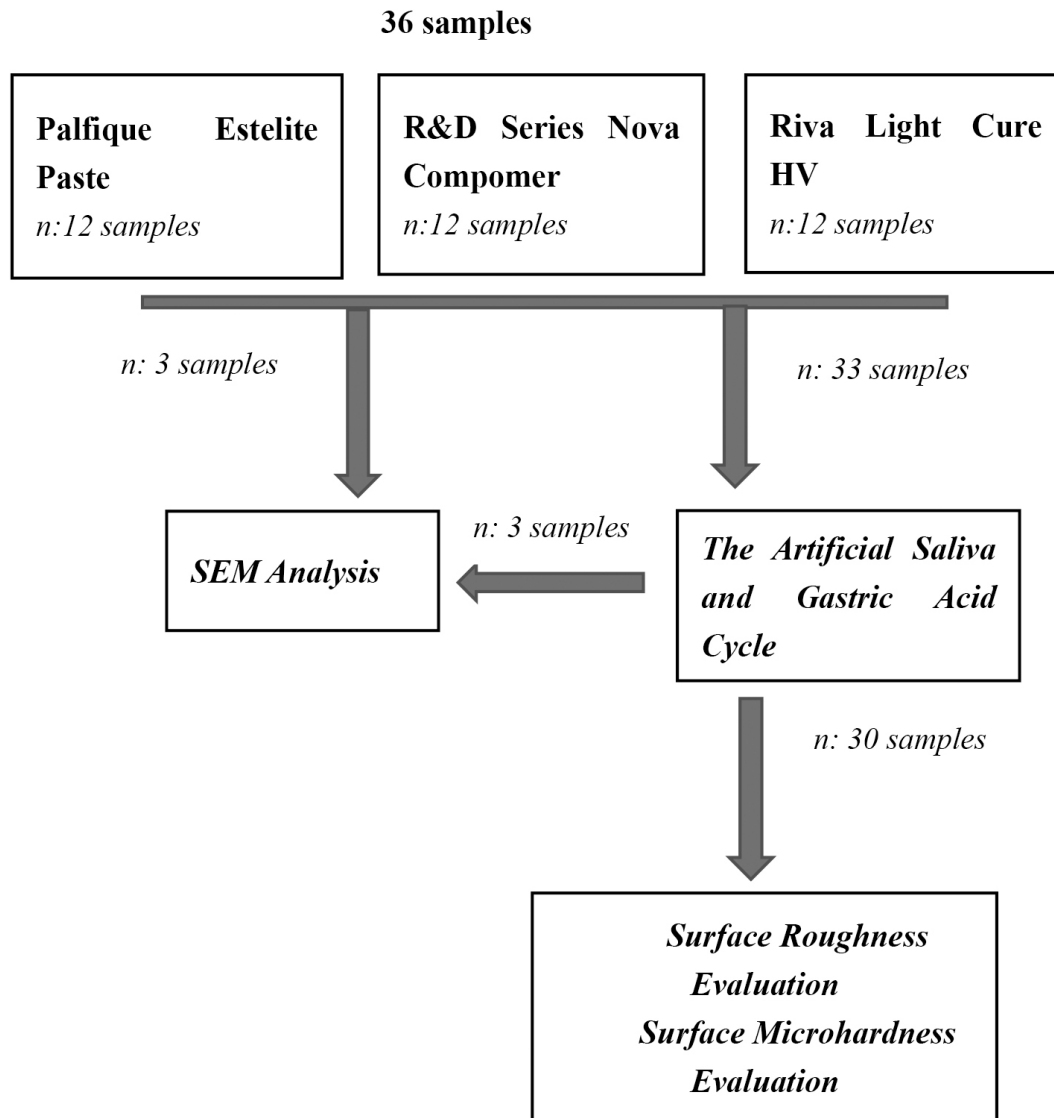 36 samples
Palfique Estelite
Paste
n:12 samples
R&D Series Nova
Compomer
n:12 samples
Riva Light Cure
HV
n:12 samples
n: 3 samples
n: 33 samples
SEM Analysis
n: 3 samples
The Artificial Saliva
and Gastric Acid
Cycle
n: 30 samples
Surface Roughness
Evaluation
Surface Microhardness
Evaluation